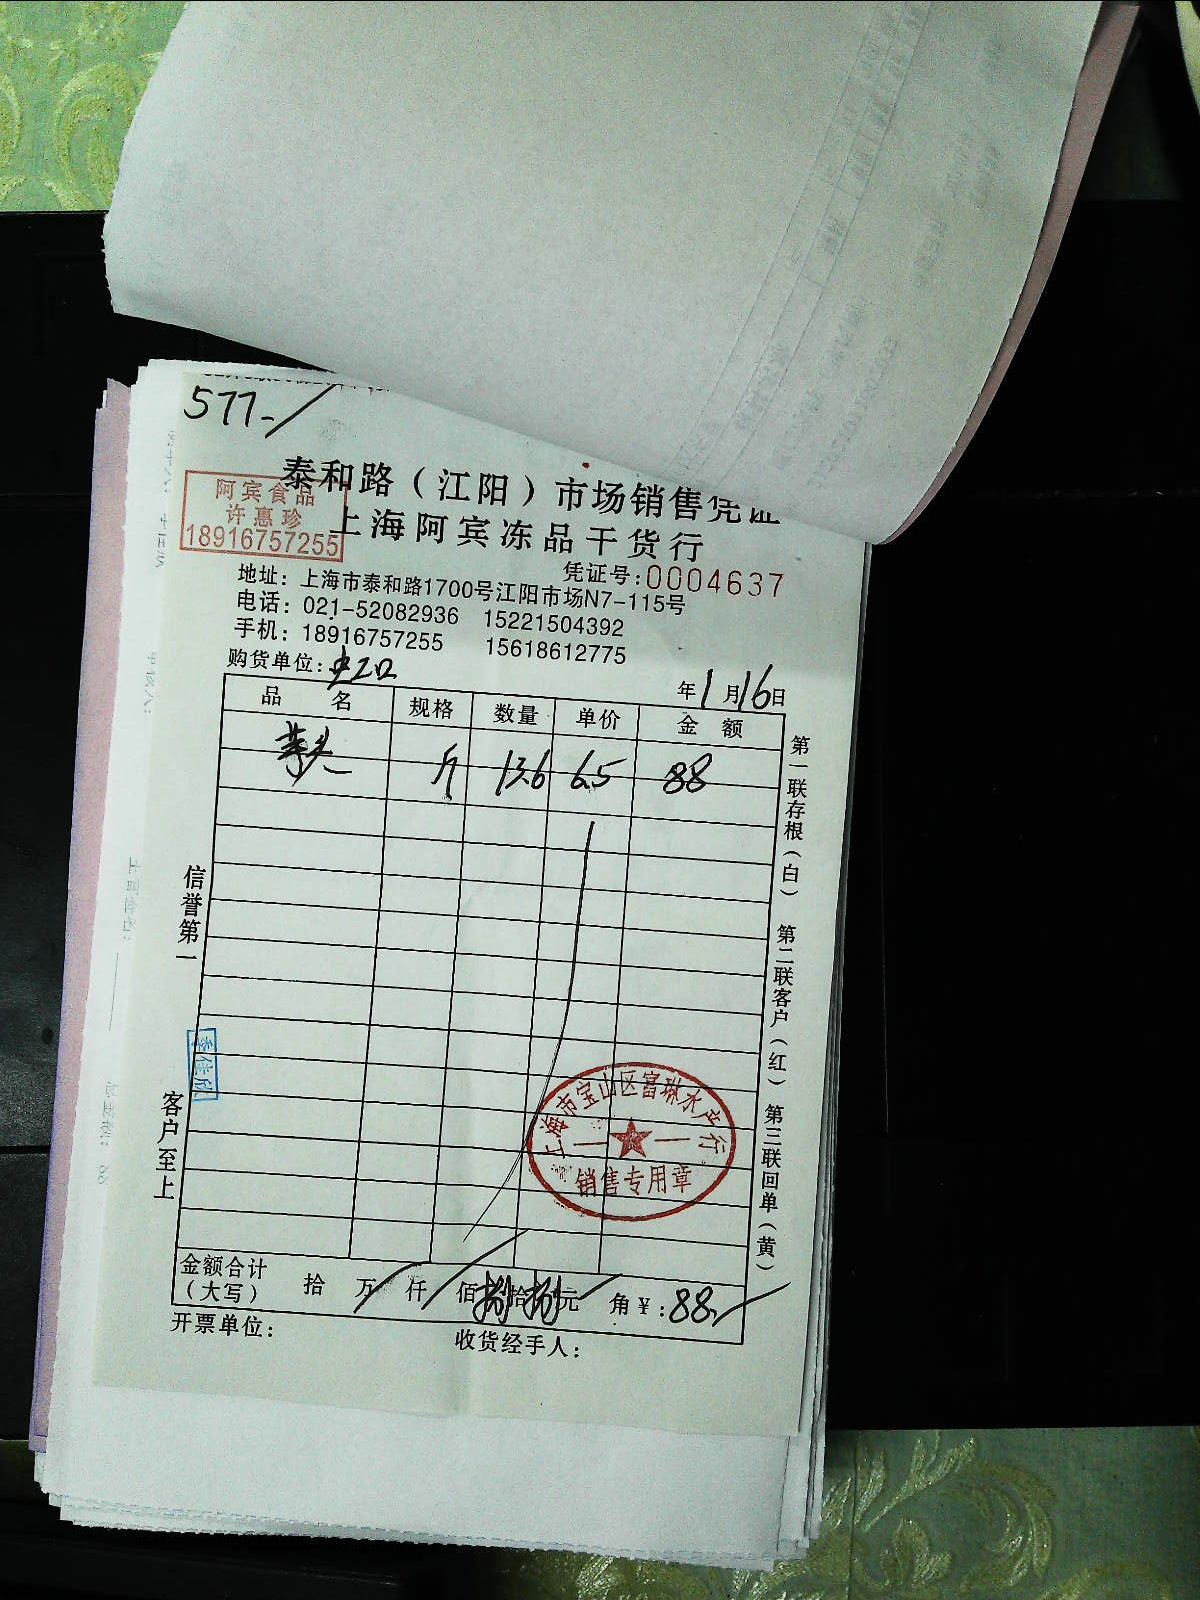 577-/
泰和路（江阳）市场销售凭证
阿宾食品
许惠珍
18916757255
上海阿宾冻品干货行
凭证号:0004637
地址：上海市泰和路1700号江阳市场N7-115号
电话：021-52082936 15221504392
手机：18916757255 15618612775
购货单位:
年1月16日
品名 规格 数量 单价 金额
斤 13.6 6.5 88
第一联存根（白） 第二联客户（红） 第三联回单（黄）
信誉第一
客户至上
李佳欣
上海市宝山区富琳水产行
销售专用章
金额合计（大写） 拾 万 仟 佰 捌拾捌元 角 ¥:88.
开票单位:
收货经手人: